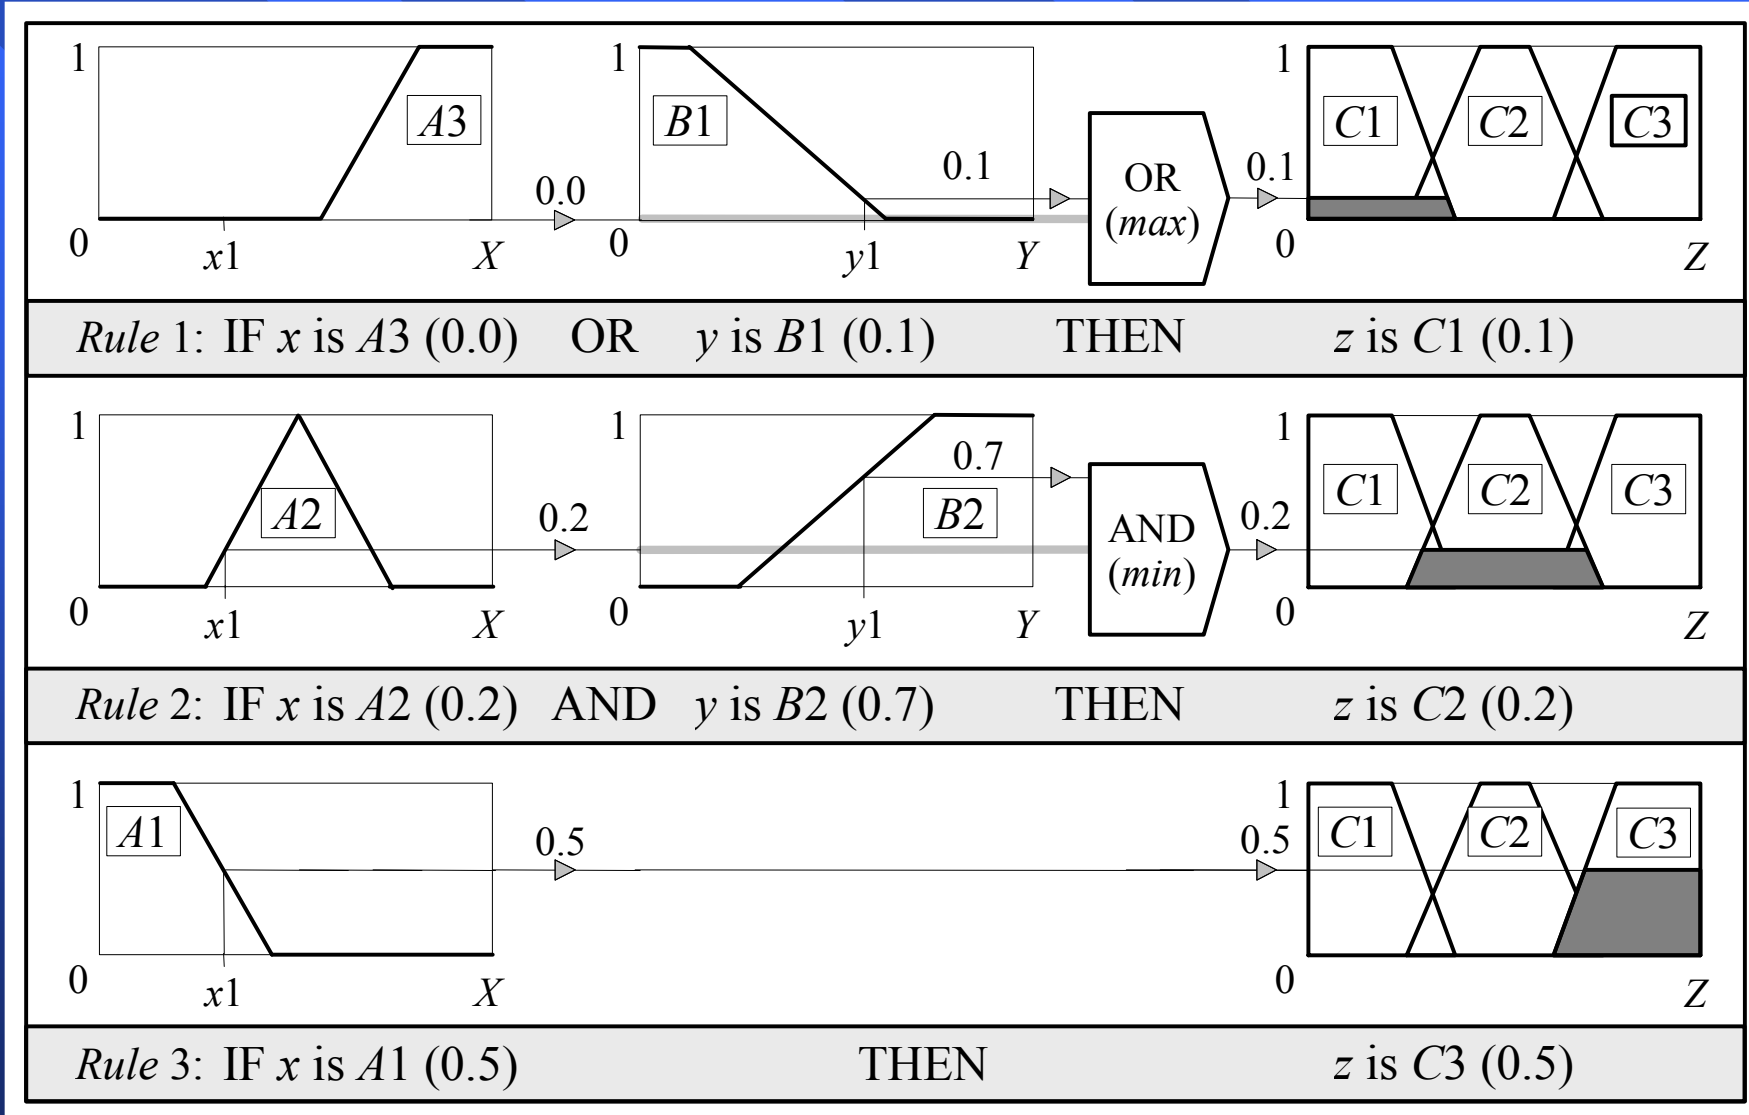 1 1 1
A3 B1 C1 C2 C3
0.0 0.1 OR (max) 0.1
0 0 0
x1 X y1 Y Z
Rule 1: IF x is A3 (0.0) OR y is B1 (0.1) THEN z is C1 (0.1)
1 1 1
A2 0.7 C1 C2 C3
0.2 B2 AND (min) 0.2
0 0 0
x1 X y1 Y Z
Rule 2: IF x is A2 (0.2) AND y is B2 (0.7) THEN z is C2 (0.2)
1 1
A1 C1 C2 C3
0.5 0.5
0 0
x1 X Z
Rule 3: IF x is A1 (0.5) THEN z is C3 (0.5)